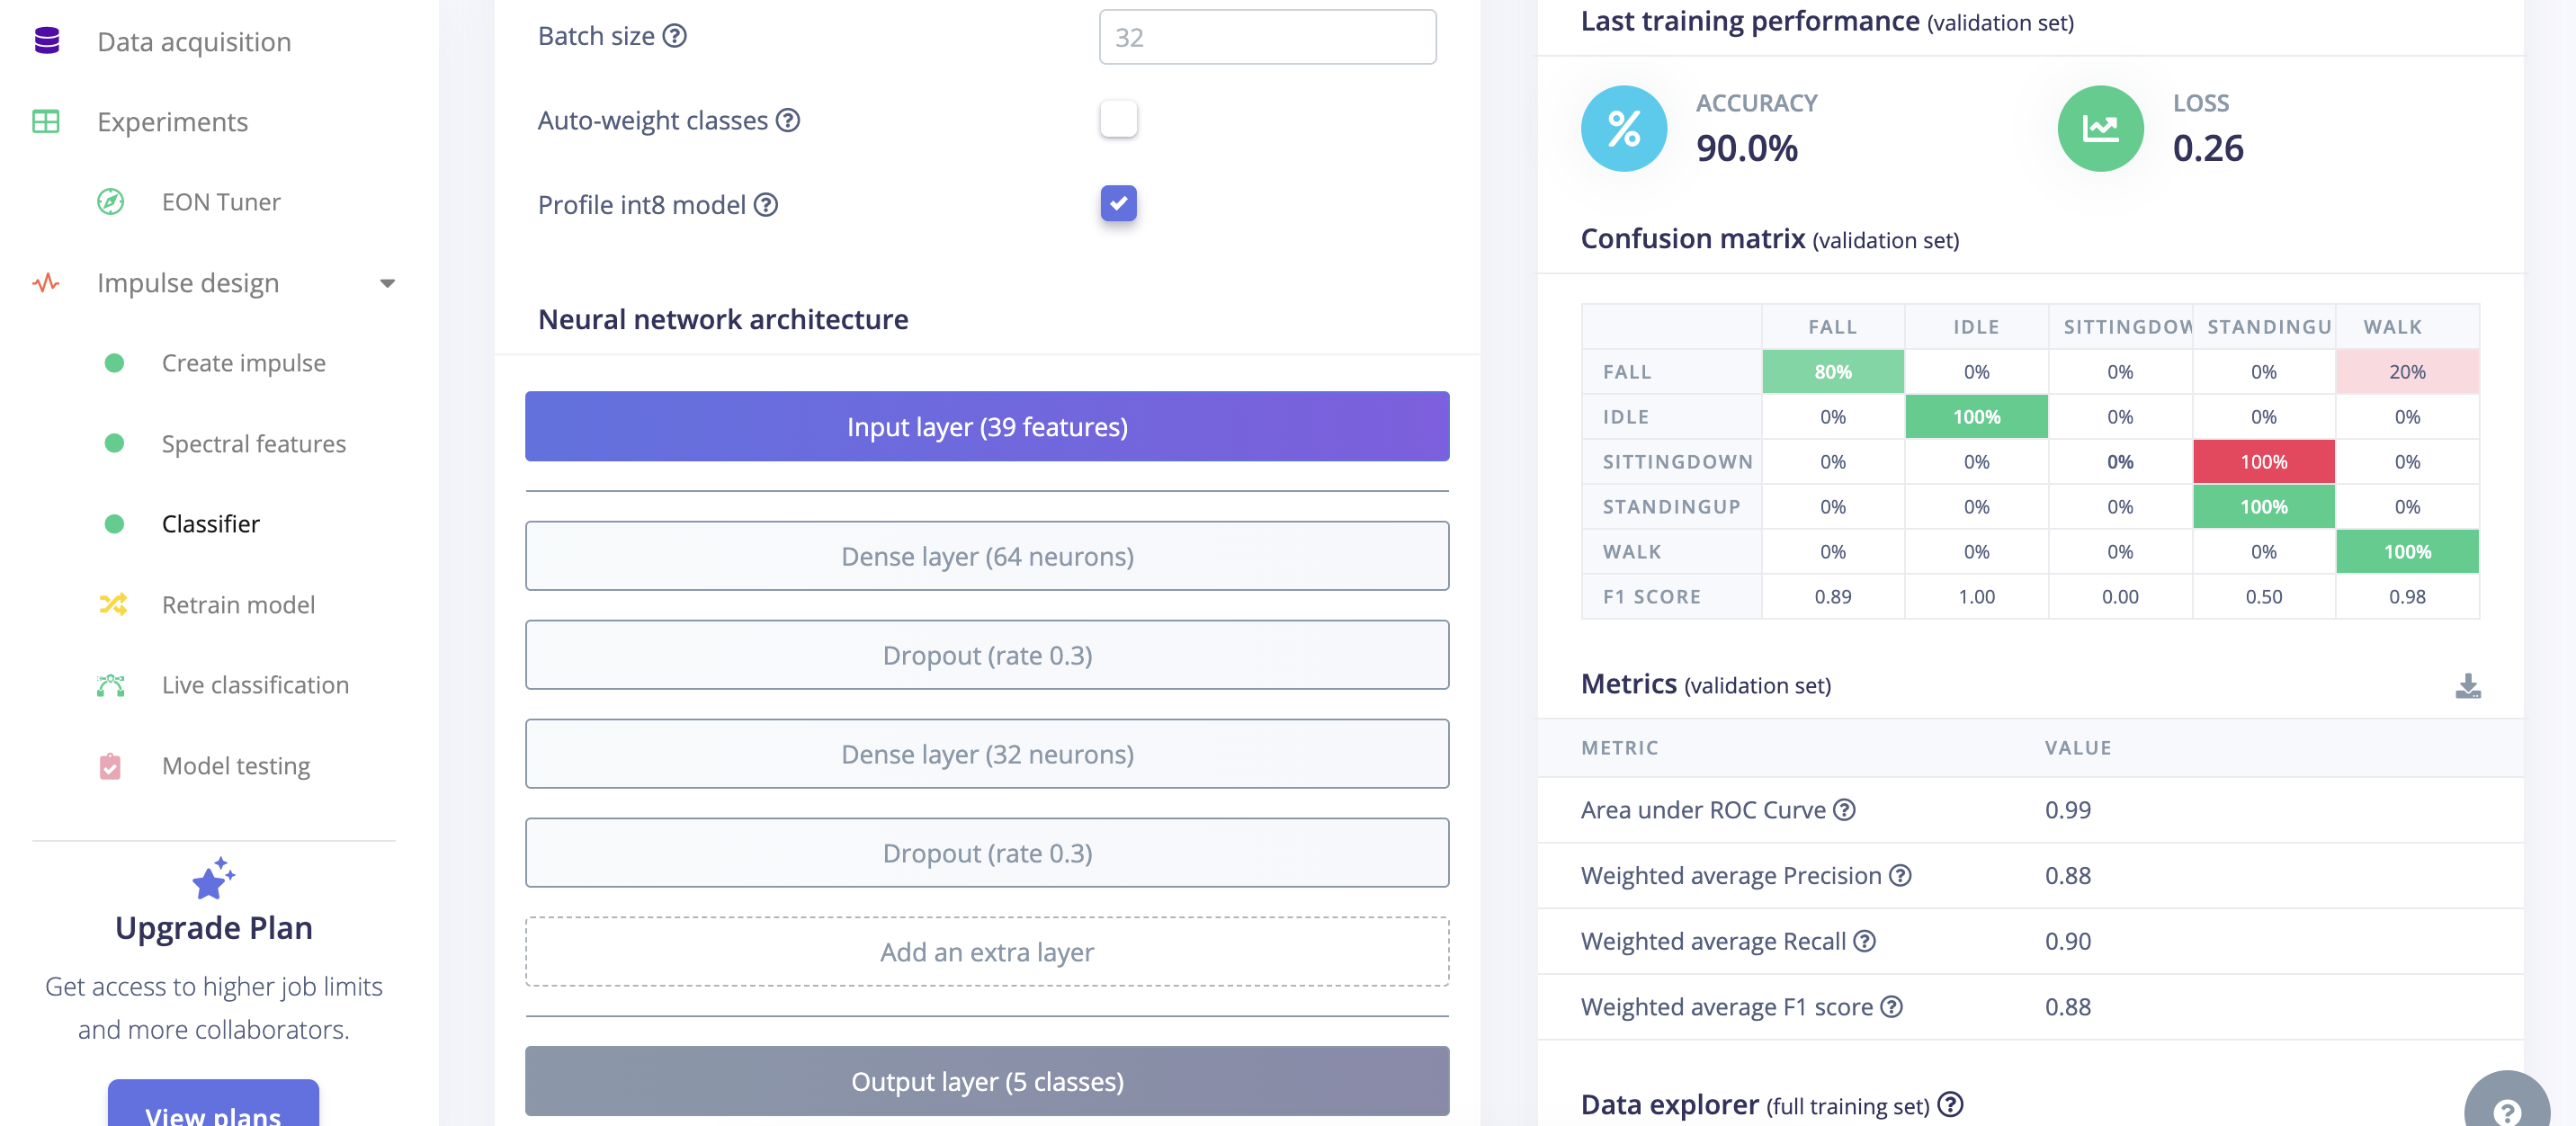 Data acquisition
Experiments
EON Tuner
Impulse design
Create impulse
Spectral features
Classifier
Retrain model
Live classification
Model testing
Upgrade Plan
Get access to higher job limits
and more collaborators.
View plans
Batch size
32
Auto-weight classes
Profile int8 model
Neural network architecture
Input layer (39 features)
Dense layer (64 neurons)
Dropout (rate 0.3)
Dense layer (32 neurons)
Dropout (rate 0.3)
Add an extra layer
Output layer (5 classes)
Last training performance (validation set)
% ACCURACY
90.0%
LOSS
0.26
Confusion matrix (validation set)
FALL IDLE SITTINGDOW STANDINGU WALK
FALL 80% 0% 0% 0% 20%
IDLE 0% 100% 0% 0% 0%
SITTINGDOWN 0% 0% 0% 100% 0%
STANDINGUP 0% 0% 0% 100% 0%
WALK 0% 0% 0% 0% 100%
F1 SCORE 0.89 1.00 0.00 0.50 0.98
Metrics (validation set)
METRIC VALUE
Area under ROC Curve 0.99
Weighted average Precision 0.88
Weighted average Recall 0.90
Weighted average F1 score 0.88
Data explorer (full training set)